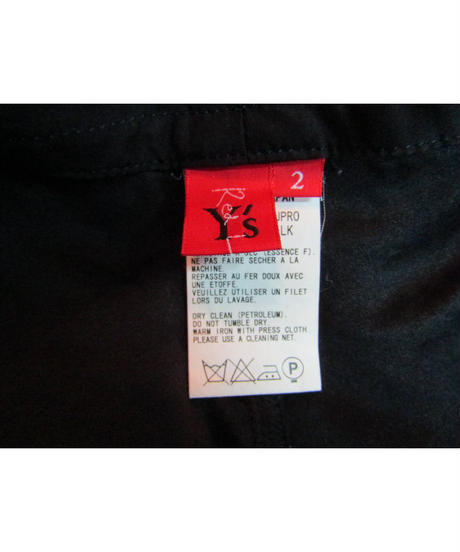 2
Y's
PAN
UPRO
LK
A SEC (ESSENCE F).
NE PAS FAIRE SECHER A LA
MACHINE
REPASSER AU FER DOUX AVEC
UNE ETOFFE.
VEUILLEZ UTILISER UN FILET
LORS DU LAVAGE.
DRY CLEAN (PETROLEUM).
DO NOT TUMBLE DRY.
WARM IRON WITH PRESS CLOTH.
PLEASE USE A CLEANING NET.
P